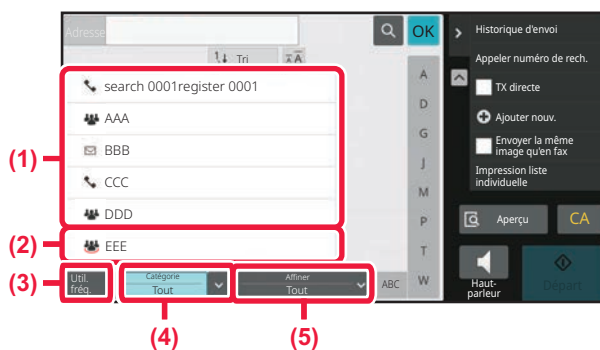 Adresse
OK
Tri
search 0001register 0001
AAA
BBB
CCC
DDD
EEE
(1)
(2)
(3)
(4)
(5)
Util.
fréq.
Catégorie
Tout
Affiner
Tout
ABC
A
D
G
J
M
P
T
W
Historique d'envoi
Appeler numéro de rech.
TX directe
Ajouter nouv.
Envoyer la même
image qu'en fax
Impression liste
individuelle
Aperçu
CA
Haut-
parleur
Départ